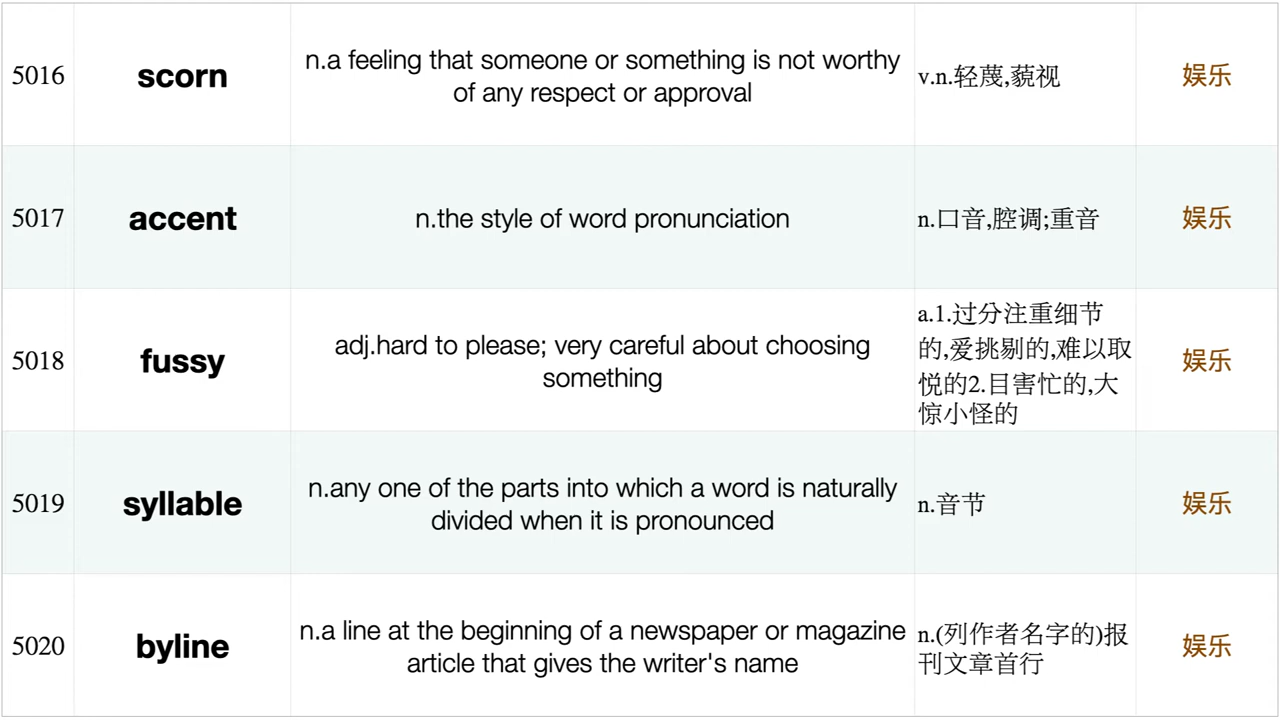 5016 scorn n.a feeling that someone or something is not worthy of any respect or approval v.n.轻蔑,藐视 娱乐
5017 accent n.the style of word pronunciation n.口音,腔调;重音 娱乐
5018 fussy adj.hard to please; very careful about choosing something a.1.过分注重细节的,爱挑剔的,难以取悦的2.目害忙的,大惊小怪的 娱乐
5019 syllable n.any one of the parts into which a word is naturally divided when it is pronounced n.音节 娱乐
5020 byline n.a line at the beginning of a newspaper or magazine article that gives the writer's name n.(列作者名字的)报刊文章首行 娱乐